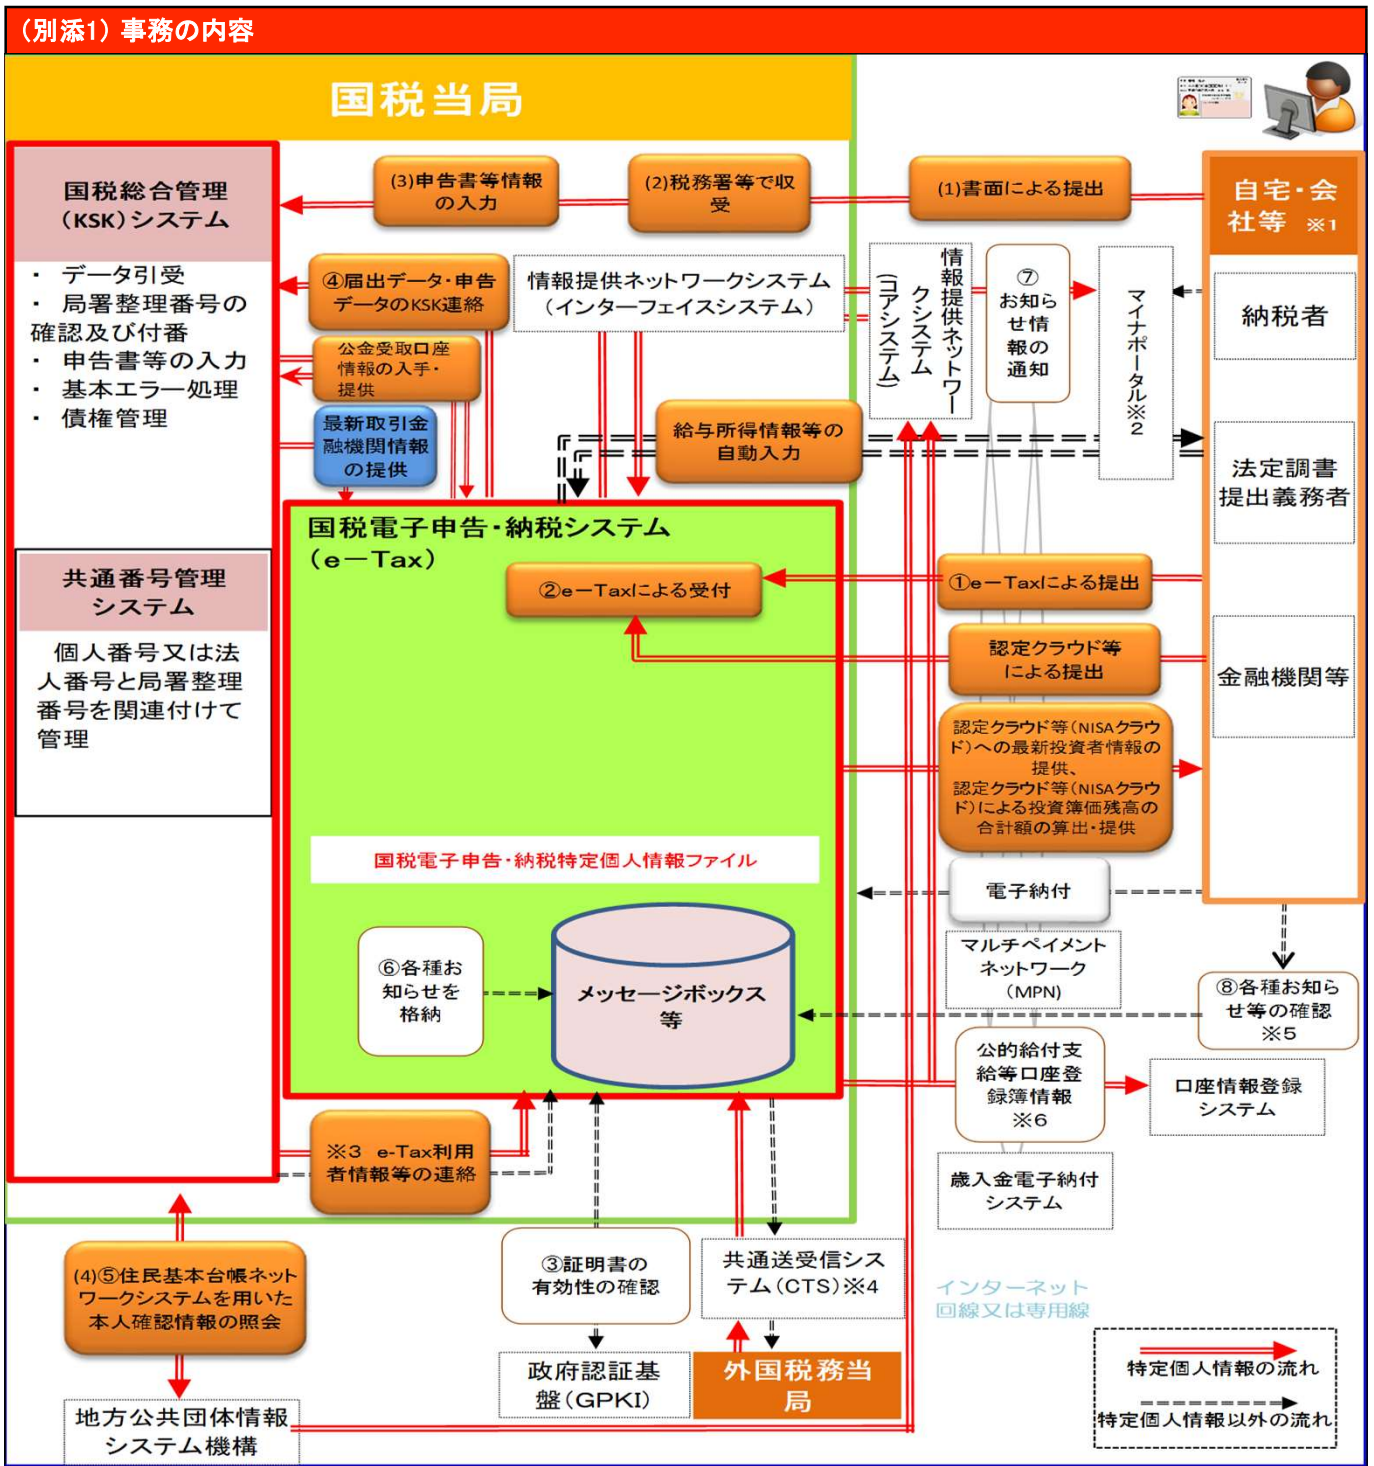 (別添1) 事務の内容
国税当局
国税総合管理
(KSK)システム
・ データ引受
・ 局署整理番号の
確認及び付番
・ 申告書等の入力
・ 基本エラー処理
・ 債権管理
共通番号管理
システム
個人番号又は法
人番号と局署整理
番号を関連付けて
管理
(3)申告書等情報
の入力
(2)税務署等で収
受
(1)書面による提出
自宅・会
社等 ※1
納税者
法定調書
提出義務者
金融機関等
④届出データ・申告
データのKSK連絡
情報提供ネットワークシステム
(インターフェイスシステム)
情報提供ネットワー
クシステム
(コアシステム)
⑦
お知ら
せ情
報の
通知
マイナポータル※2
公金受取口座
情報の入手・
提供
最新取引金
融機関情報
の提供
給与所得情報等の
自動入力
国税電子申告・納税システム
(e-Tax)
②e-Taxによる受付
①e-Taxによる提出
認定クラウド等
による提出
認定クラウド等(NISAクラウ
ド)への最新投資者情報の
提供、
認定クラウド等(NISAクラウ
ド)による投資簿価残高の
合計額の算出・提供
国税電子申告・納税特定個人情報ファイル
電子納付
マルチペイメント
ネットワーク
(MPN)
⑥各種お
知らせを
格納
メッセージボックス
等
⑧各種お知ら
せ等の確認
※5
公的給付支
給等口座登
録簿情報
※6
口座情報登録
システム
※3 e-Tax利用
者情報等の連絡
歳入金電子納付
システム
(4)⑤住民基本台帳ネット
ワークシステムを用いた
本人確認情報の照会
③証明書の
有効性の確認
共通送受信シス
テム(CTS)※4
インターネット
回線又は専用線
政府認証基
盤(GPKI)
外国税務当
局
地方公共団体情報
システム機構
特定個人情報の流れ
特定個人情報以外の流れ